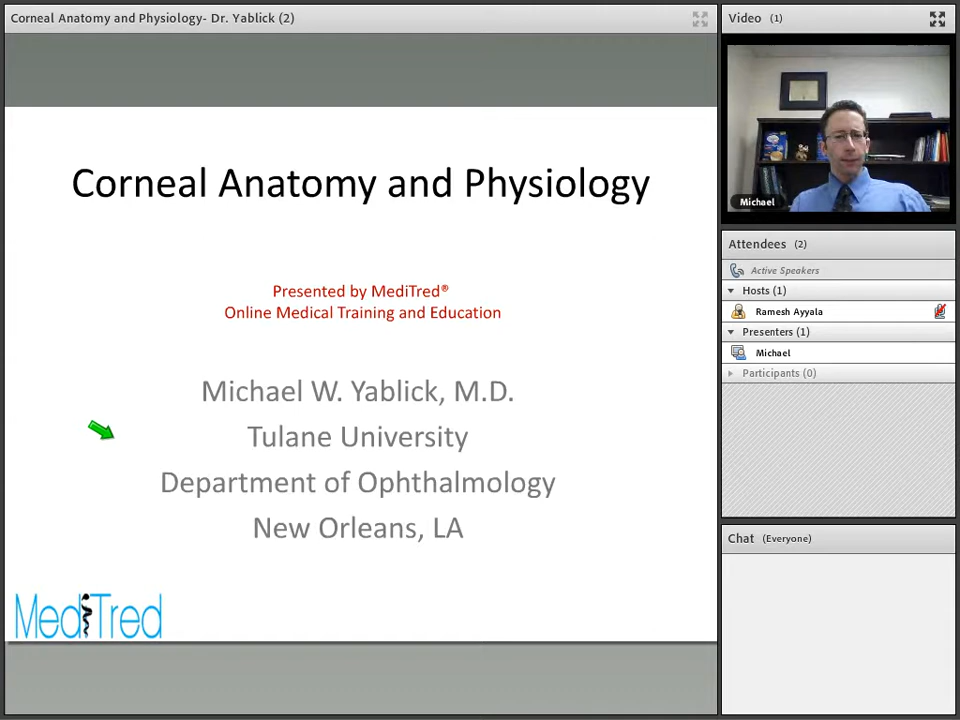 Corneal Anatomy and Physiology- Dr. Yablick (2)
Corneal Anatomy and Physiology
Presented by MediTred®
Online Medical Training and Education
Michael W. Yablick, M.D.
Tulane University
Department of Ophthalmology
New Orleans, LA
MediTred
Video (1)
Michael
Attendees (2)
Active Speakers
Hosts (1)
Ramesh Ayyala
Presenters (1)
Michael
Participants (0)
Chat (Everyone)